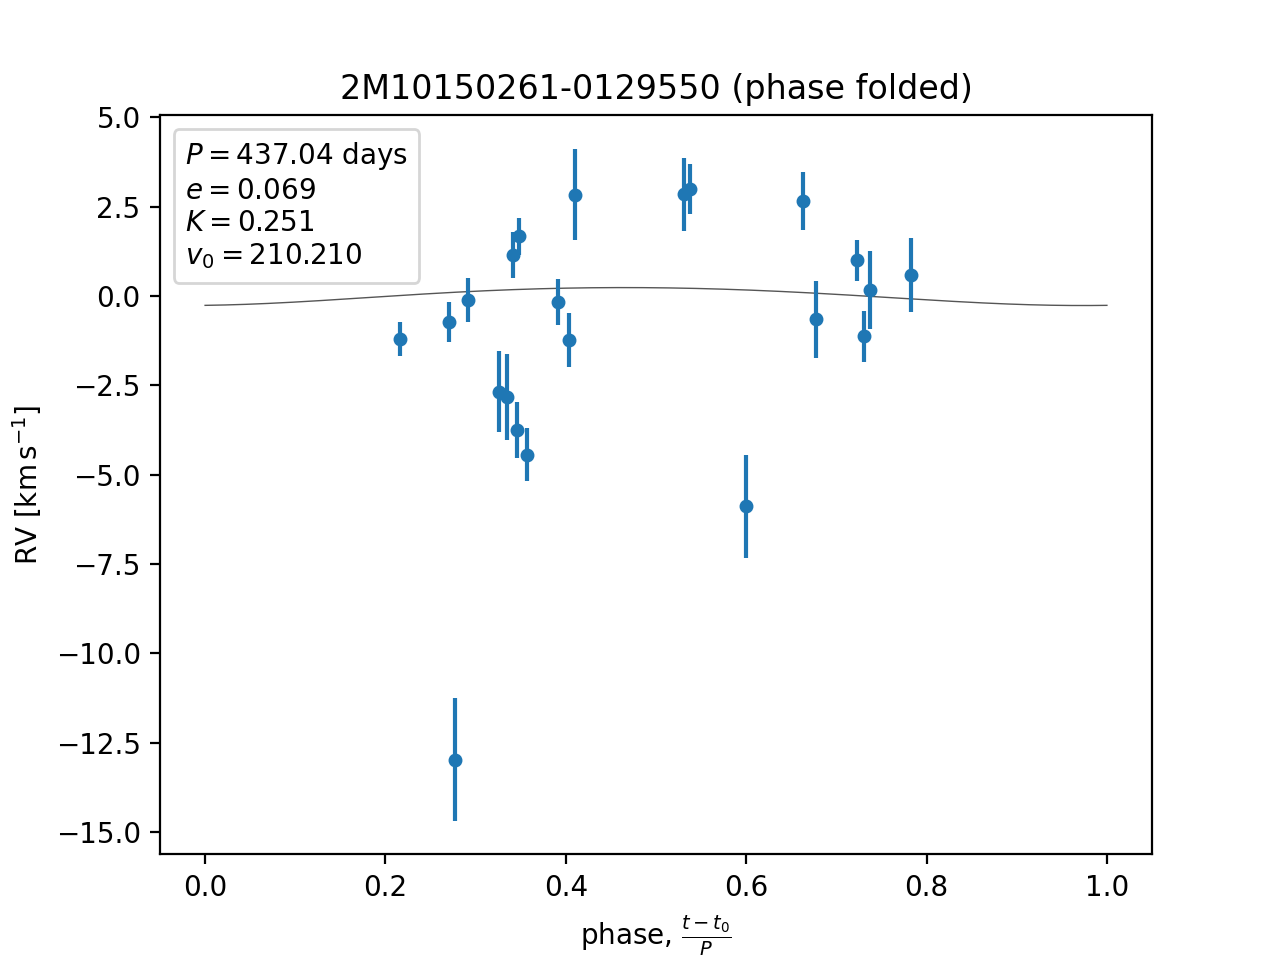 2M10150261-0129550 (phase folded)
P = 437.04 days
e = 0.069
K = 0.251
v₀ = 210.210
5.0
2.5
0.0
−2.5
−5.0
−7.5
−10.0
−12.5
−15.0
RV [km s⁻¹]
0.0 0.2 0.4 0.6 0.8 1.0
phase, (t − t₀)/P